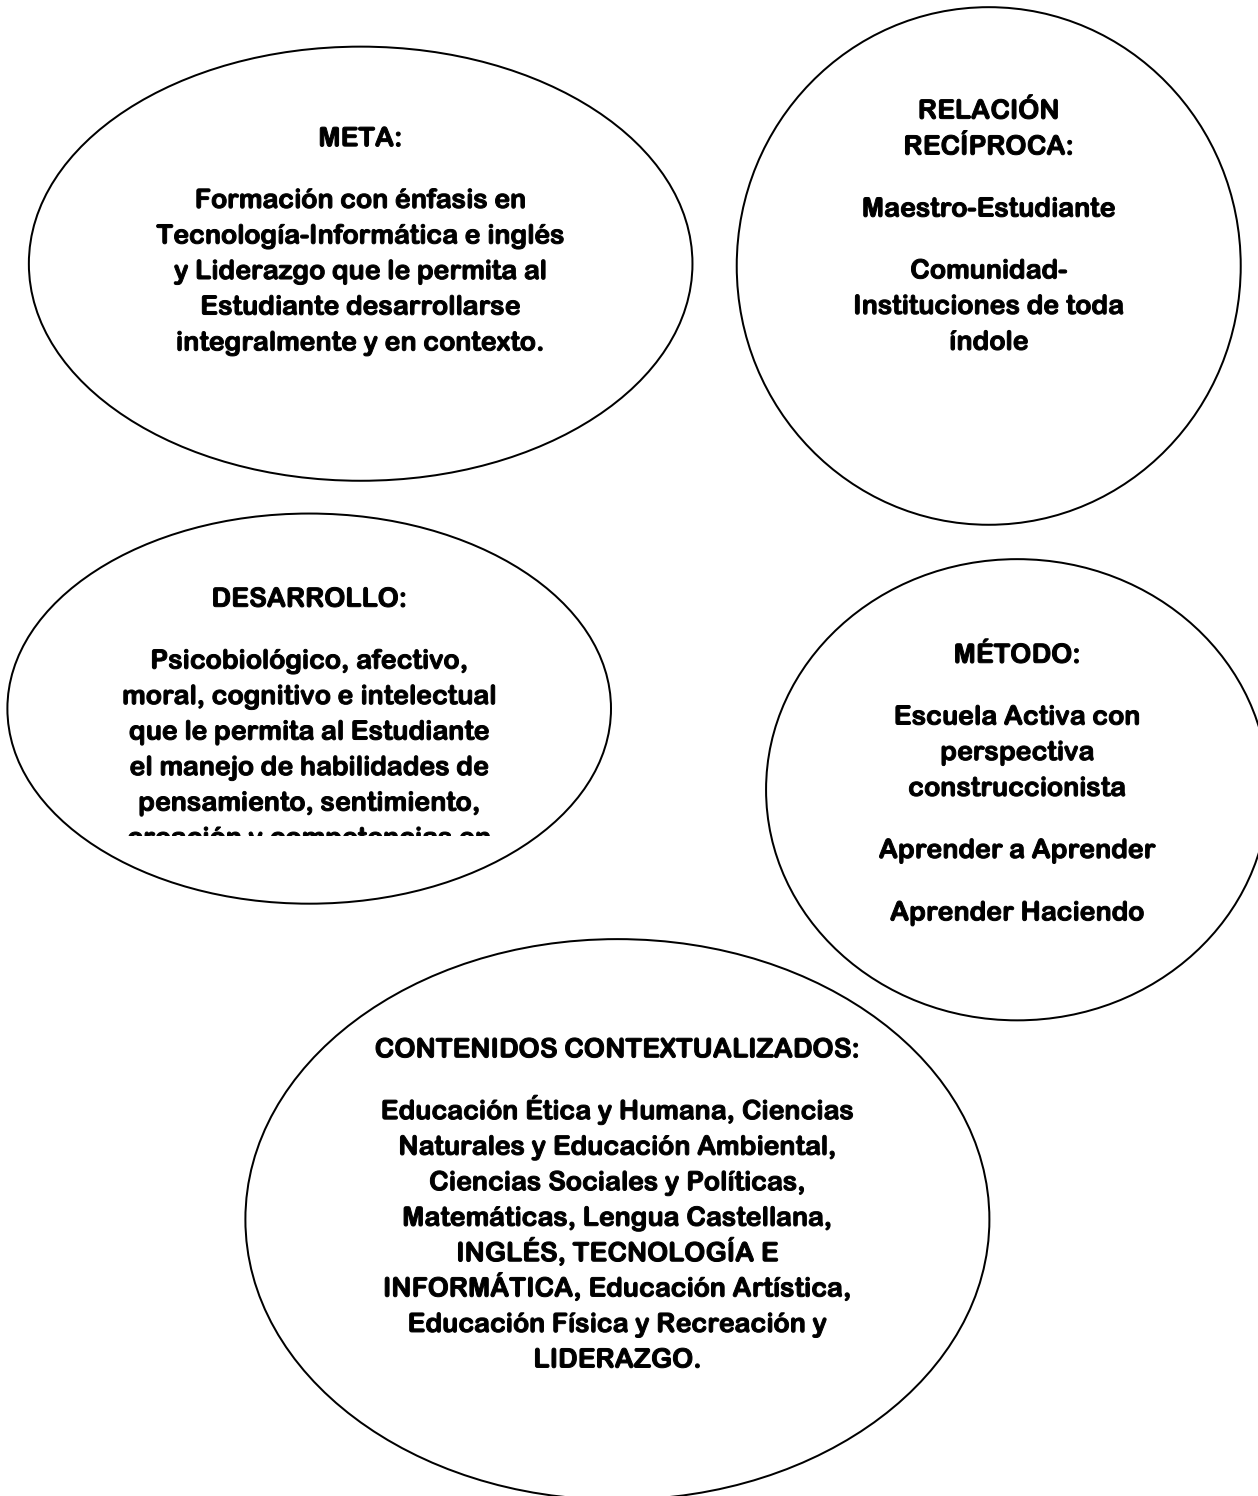 META:
Formación con énfasis en
Tecnología-Informática e inglés
y Liderazgo que le permita al
Estudiante desarrollarse
integralmente y en contexto.
RELACIÓN
RECÍPROCA:
Maestro-Estudiante
Comunidad-
Instituciones de toda
índole
DESARROLLO:
Psicobiológico, afectivo,
moral, cognitivo e intelectual
que le permita al Estudiante
el manejo de habilidades de
pensamiento, sentimiento,
creación y competencias en
MÉTODO:
Escuela Activa con
perspectiva
construccionista
Aprender a Aprender
Aprender Haciendo
CONTENIDOS CONTEXTUALIZADOS:
Educación Ética y Humana, Ciencias
Naturales y Educación Ambiental,
Ciencias Sociales y Políticas,
Matemáticas, Lengua Castellana,
INGLÉS, TECNOLOGÍA E
INFORMÁTICA, Educación Artística,
Educación Física y Recreación y
LIDERAZGO.